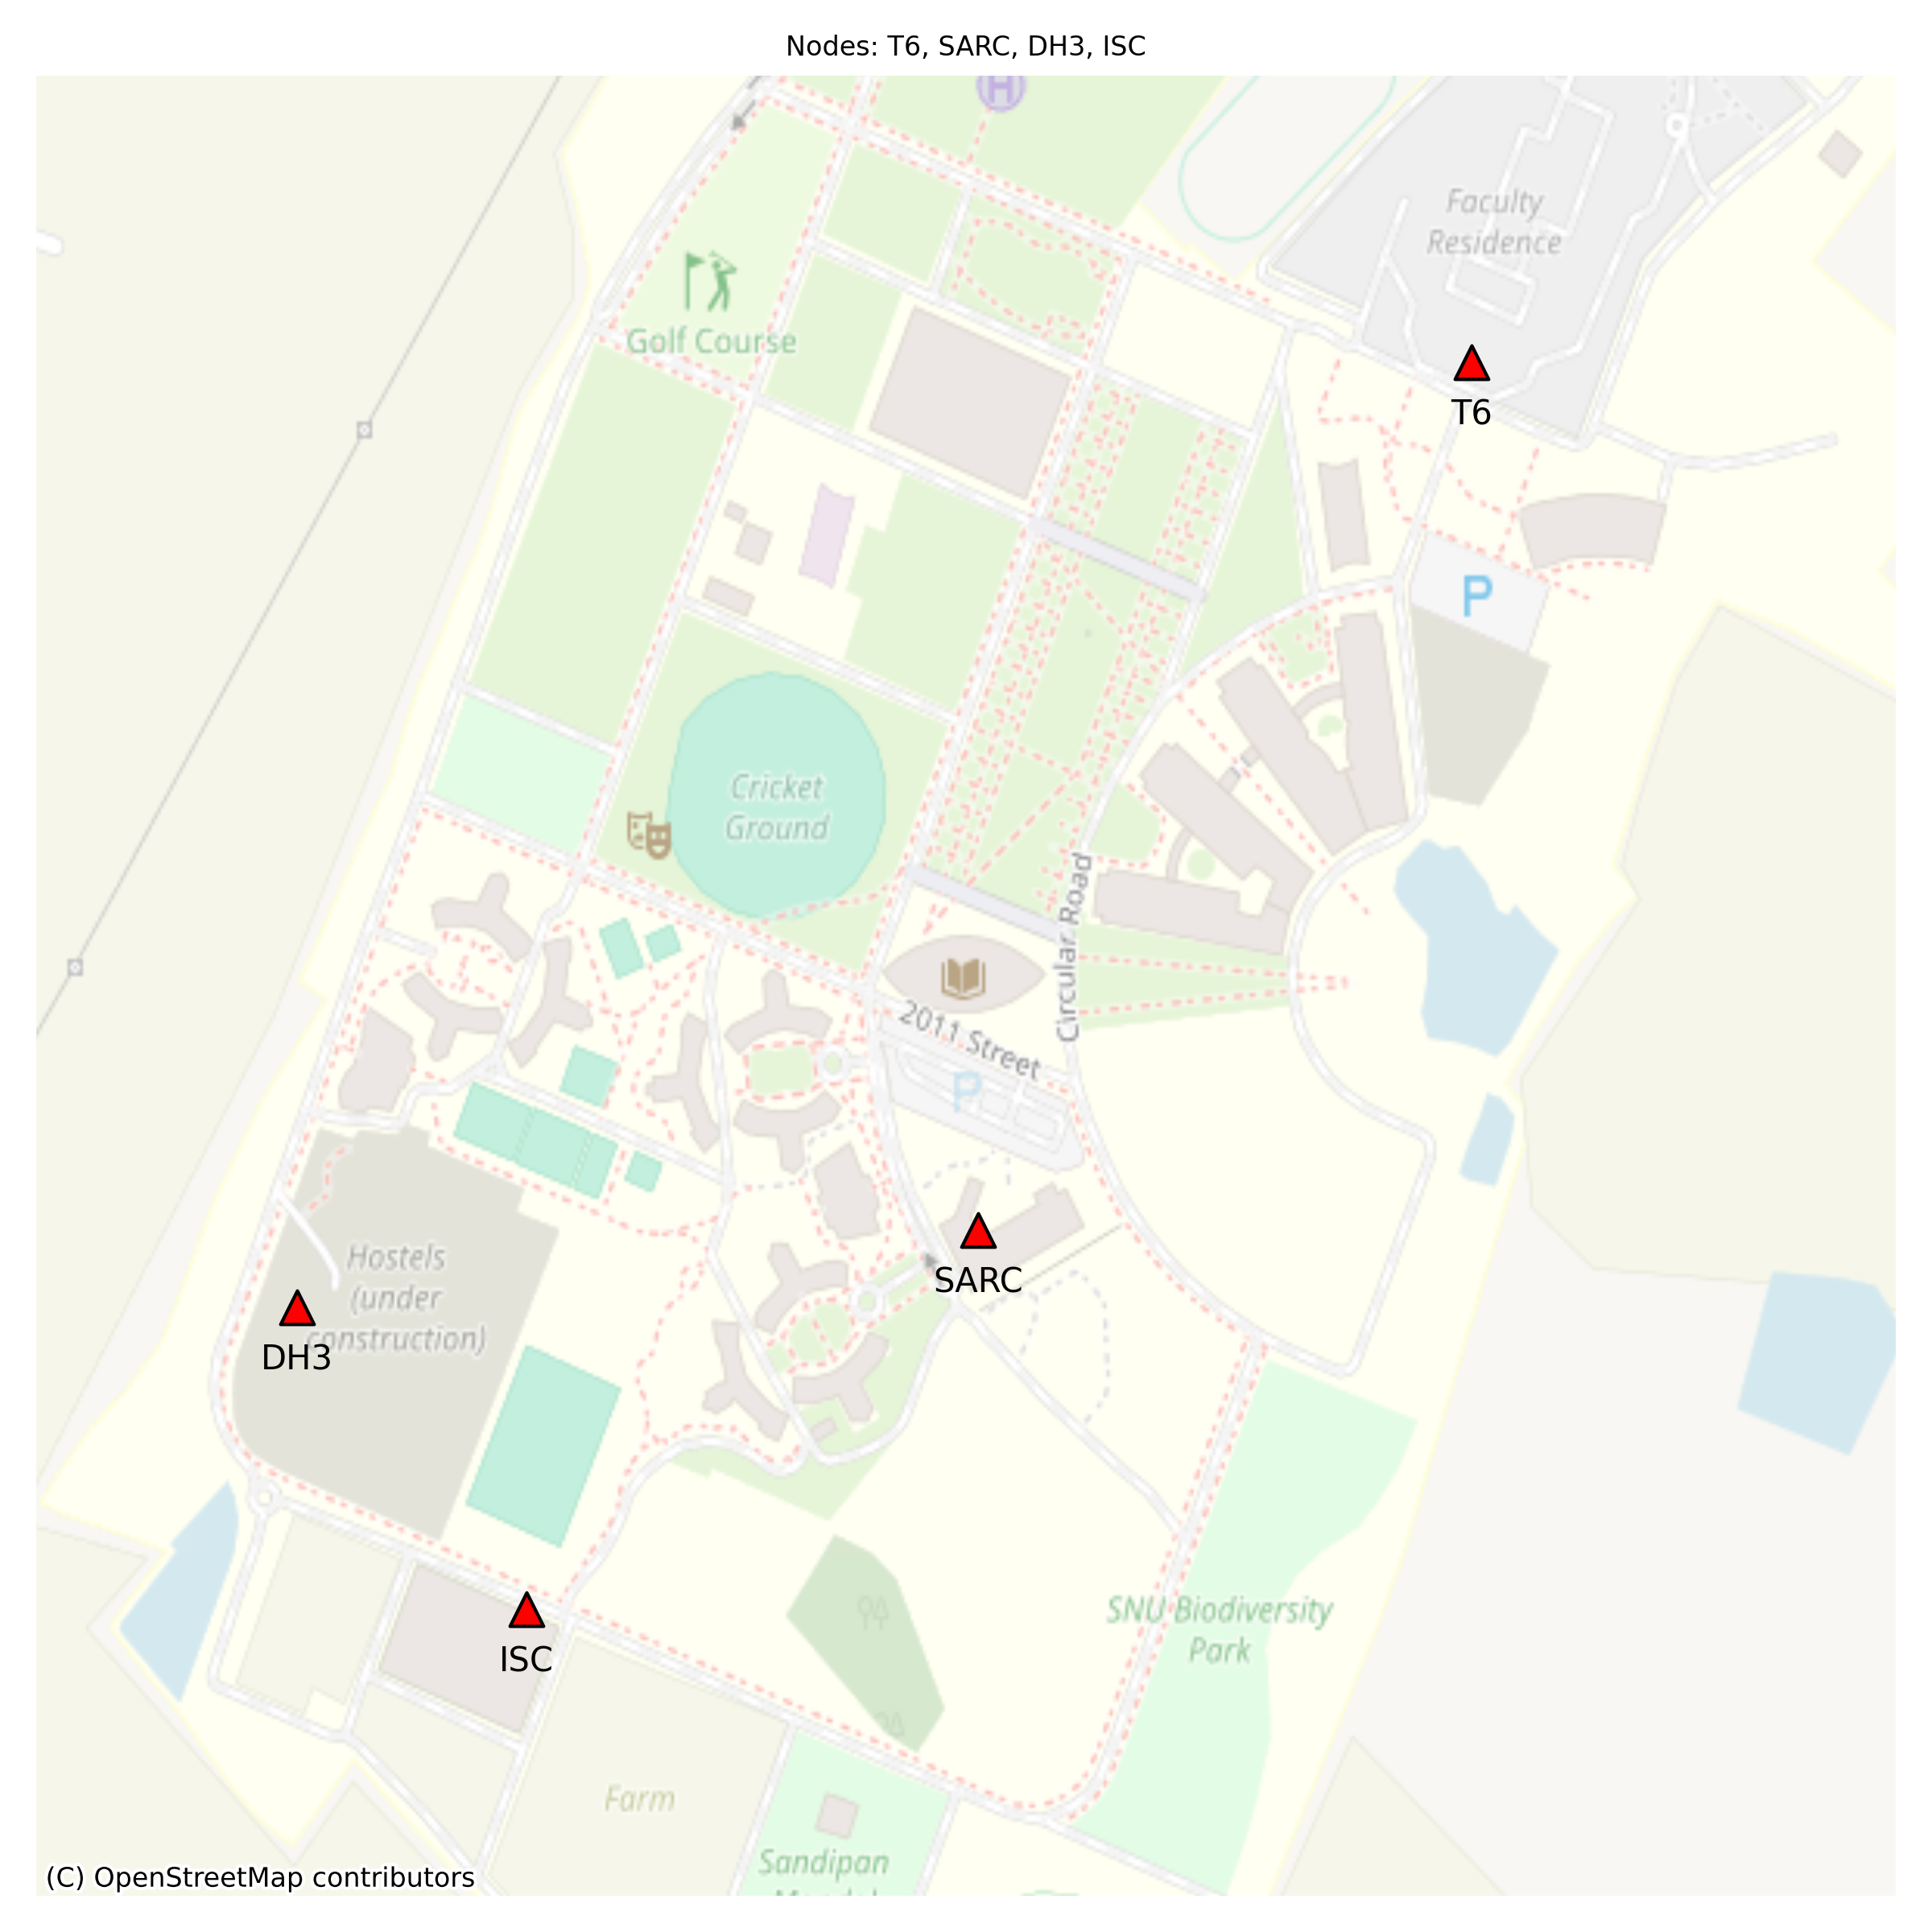 Nodes: T6, SARC, DH3, ISC
H
Faculty
Residence
Golf Course
T6
P
Cricket
Ground
Circular Road
2011 Street
P
SARC
Hostels
(under
construction)
DH3
ISC
SNU Biodiversity
Park
Farm
Sandipan
(C) OpenStreetMap contributors